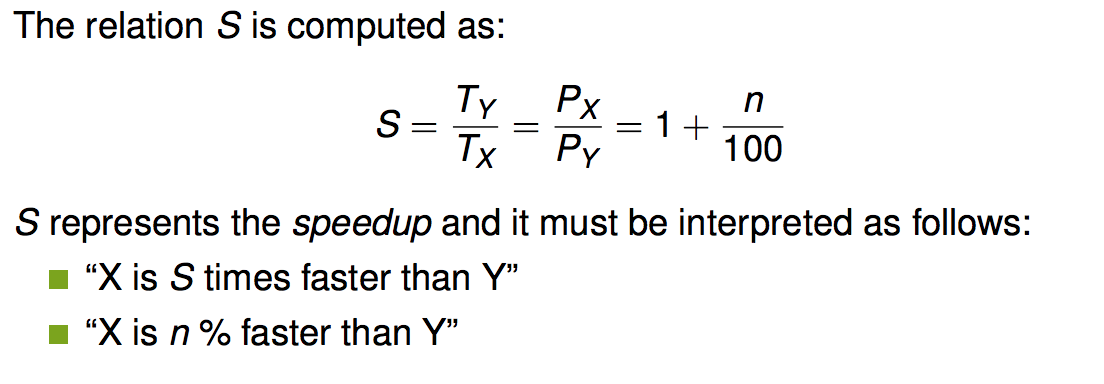 The relation S is computed as:
S = T_Y / T_X = P_X / P_Y = 1 + n / 100
S represents the speedup and it must be interpreted as follows:
“X is S times faster than Y”
“X is n % faster than Y”